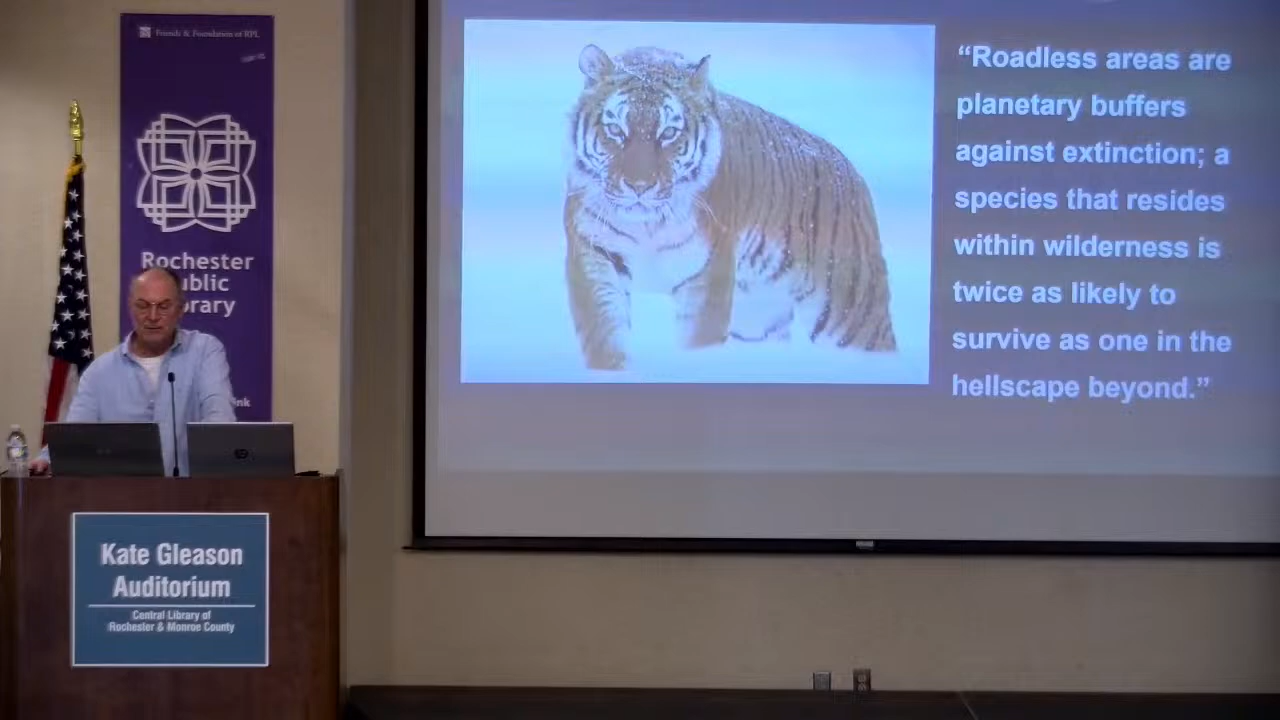 Friends & Foundation of RPL
Rochester
Public
Library
“Roadless areas are
planetary buffers
against extinction; a
species that resides
within wilderness is
twice as likely to
survive as one in the
hellscape beyond.”
Kate Gleason
Auditorium
Central Library of
Rochester & Monroe County